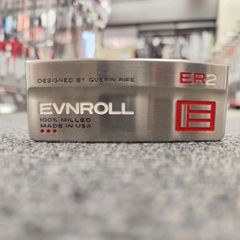 DESIGNED BY GUERIN RIFE
ER2
EVNROLL
100% MILLED
MADE IN USA